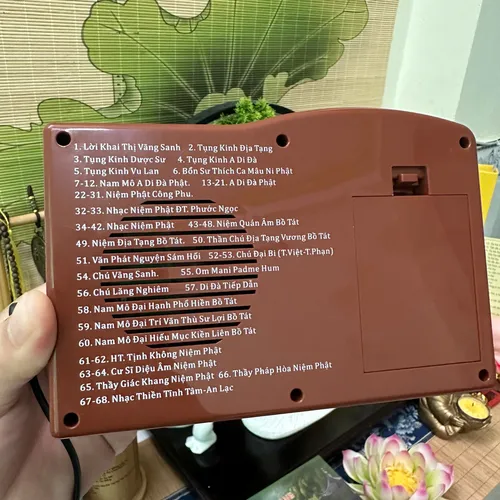 1. Lời Khai Thị Vãng Sanh   2. Tụng Kinh Địa Tạng
3. Tụng Kinh Dược Sư   4. Tụng Kinh A Di Đà
5. Tụng Kinh Vu Lan   6. Bổn Sư Thích Ca Mâu Ni Phật
7-12. Nam Mô A Di Đà Phật.   13-21. A Di Đà Phật
22-31. Niệm Phật Công Phu.
32-33. Nhạc Niệm Phật ĐT. Phước Ngọc
34-42. Nhạc Niệm Phật   43-48. Niệm Quán Âm Bồ Tát
49. Niệm Địa Tạng Bồ Tát.   50. Thần Chú Địa Tạng Vương Bồ Tát
51. Văn Phát Nguyện Sám Hối   52-53. Chú Đại Bi (T.Việt-T.Phạn)
54. Chú Vãng Sanh.   55. Om Mani Padme Hum
56. Chú Lăng Nghiêm   57. Di Đà Tiếp Dẫn
58. Nam Mô Đại Hạnh Phổ Hiền Bồ Tát
59. Nam Mô Đại Trí Văn Thù Sư Lợi Bồ Tát
60. Nam Mô Đại Hiếu Mục Kiền Liên Bồ Tát
61-62. HT. Tịnh Không Niệm Phật
63-64. Cư Sĩ Diệu Âm Niệm Phật
65. Thầy Giác Khang Niệm Phật   66. Thầy Pháp Hòa Niệm Phật
67-68. Nhạc Thiền Tĩnh Tâm-An Lạc